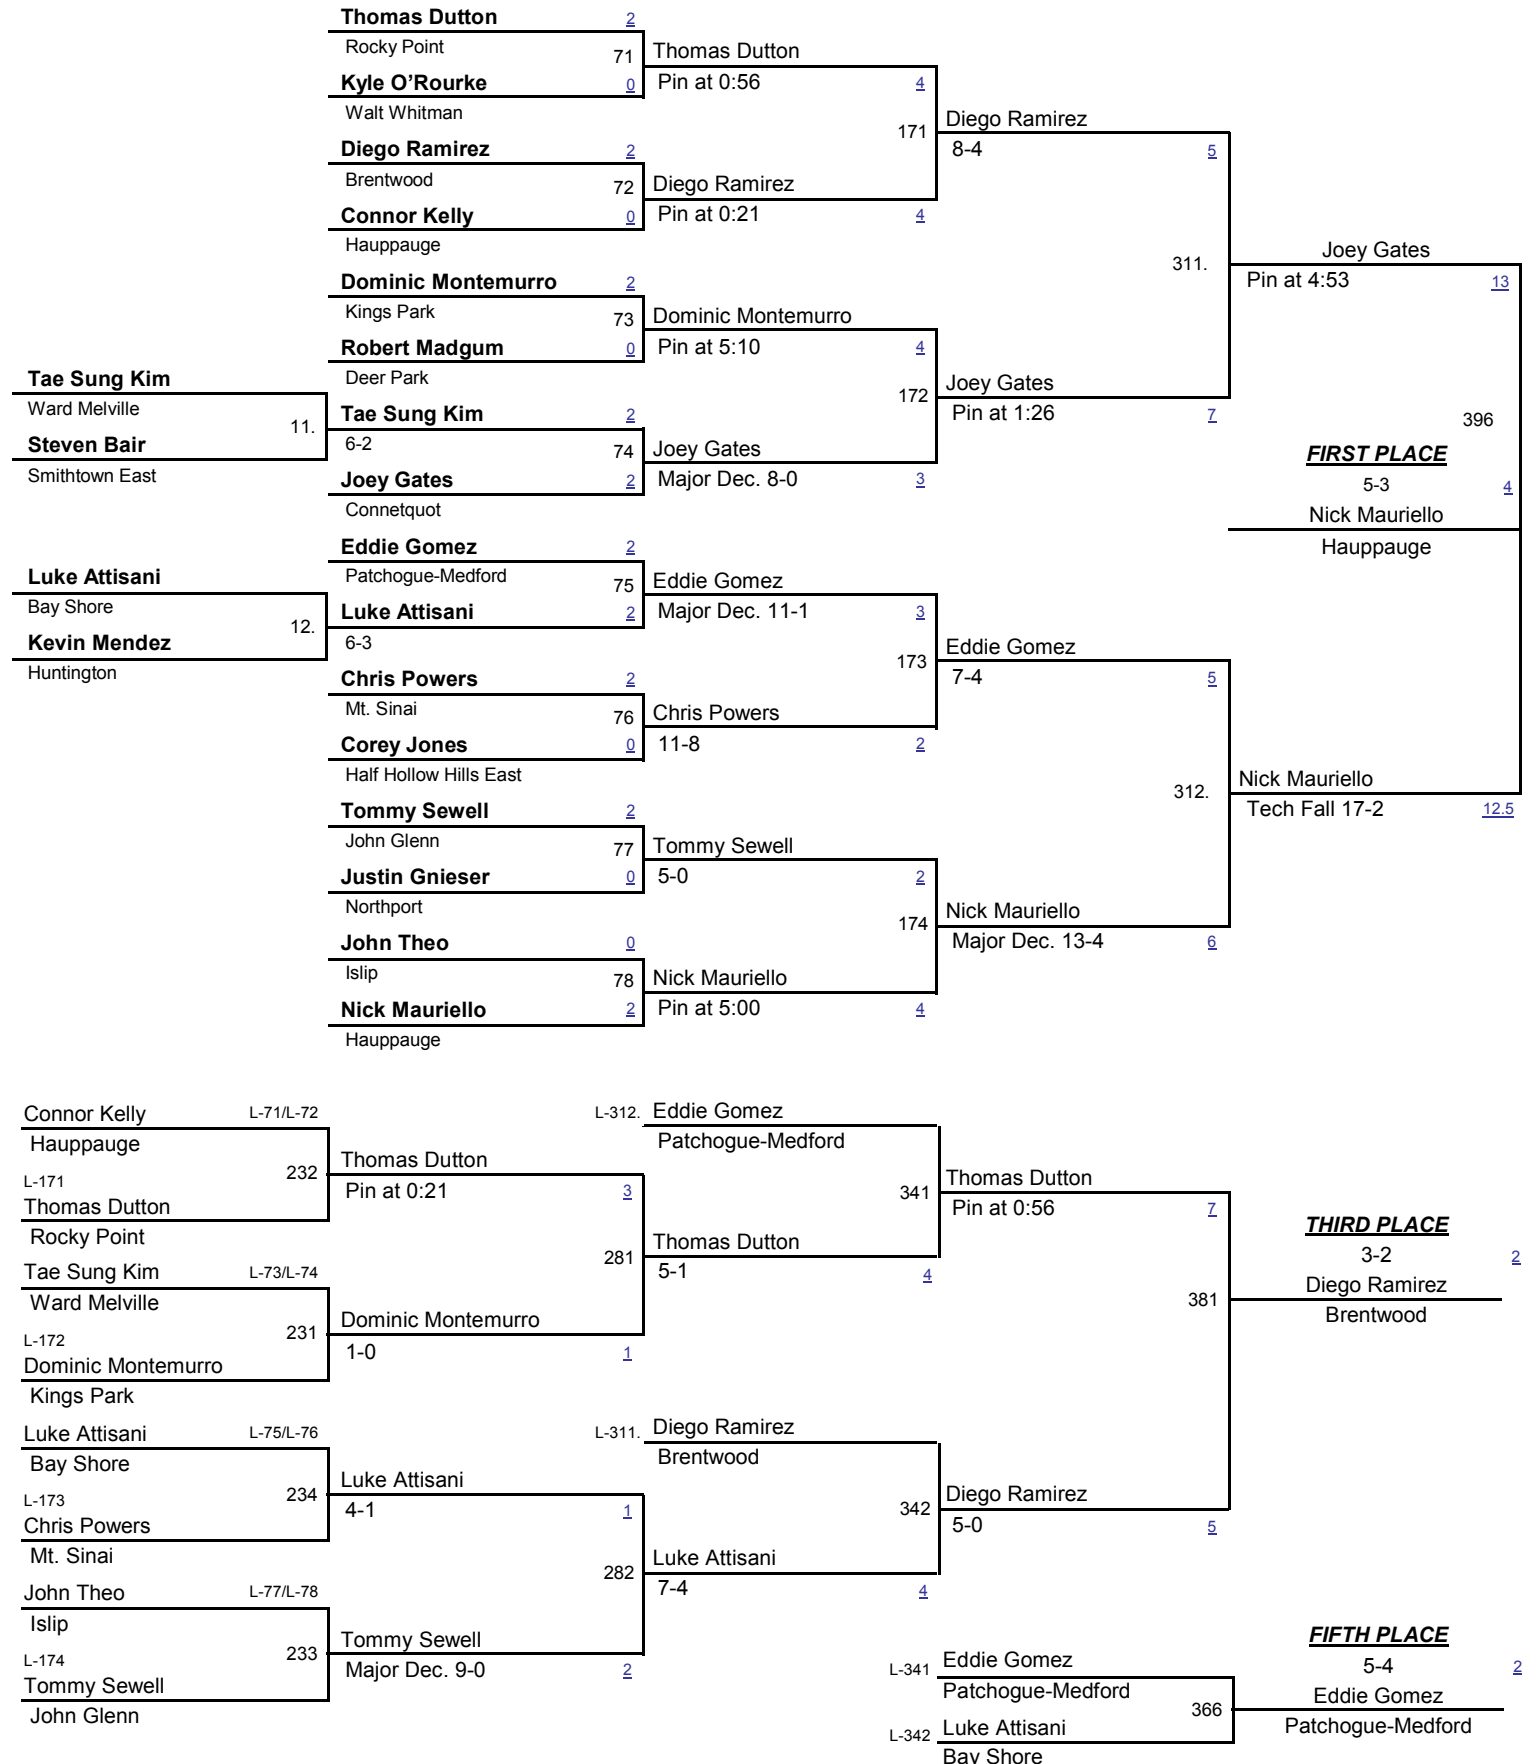 Thomas Dutton 2
Rocky Point
71
Kyle O'Rourke 0
Walt Whitman
Thomas Dutton
Pin at 0:56 4
Diego Ramirez 2
Brentwood
72
Connor Kelly 0
Hauppauge
Diego Ramirez
Pin at 0:21 4
171
Diego Ramirez
8-4 5
Dominic Montemurro 2
Kings Park
73
Robert Madgum 0
Deer Park
Dominic Montemurro
Pin at 5:10 4
Tae Sung Kim
Ward Melville
11.
Steven Bair
Smithtown East
Tae Sung Kim 2
6-2
74
Joey Gates 2
Connetquot
Joey Gates
Major Dec. 8-0 3
172
Joey Gates
Pin at 1:26 7
311.
Joey Gates
Pin at 4:53 13
396
FIRST PLACE
5-3 4
Nick Mauriello
Hauppauge
Eddie Gomez 2
Patchogue-Medford
75
Luke Attisani
Bay Shore
12.
Kevin Mendez
Huntington
Luke Attisani 2
6-3
Eddie Gomez
Major Dec. 11-1 3
Chris Powers 2
Mt. Sinai
76
Corey Jones 0
Half Hollow Hills East
Chris Powers
11-8 2
173
Eddie Gomez
7-4 5
Tommy Sewell 2
John Glenn
77
Justin Gnieser 0
Northport
Tommy Sewell
5-0 2
John Theo 0
Islip
78
Nick Mauriello 2
Hauppauge
Nick Mauriello
Pin at 5:00 4
174
Nick Mauriello
Major Dec. 13-4 6
312.
Nick Mauriello
Tech Fall 17-2 12.5
Connor Kelly L-71/L-72
Hauppauge
232
L-171
Thomas Dutton
Rocky Point
Thomas Dutton
Pin at 0:21 3
Tae Sung Kim L-73/L-74
Ward Melville
231
L-172
Dominic Montemurro
Kings Park
Dominic Montemurro
1-0 1
281
L-312. Eddie Gomez
Patchogue-Medford
Thomas Dutton
5-1 4
341
Thomas Dutton
Pin at 0:56 7
Luke Attisani L-75/L-76
Bay Shore
234
L-173
Chris Powers
Mt. Sinai
Luke Attisani
4-1 1
John Theo L-77/L-78
Islip
233
L-174
Tommy Sewell
John Glenn
Tommy Sewell
Major Dec. 9-0 2
282
L-311. Diego Ramirez
Brentwood
Luke Attisani
7-4 4
342
Diego Ramirez
5-0 5
381
THIRD PLACE
3-2 2
Diego Ramirez
Brentwood
L-341 Eddie Gomez
Patchogue-Medford
366
L-342 Luke Attisani
Bay Shore
FIFTH PLACE
5-4 2
Eddie Gomez
Patchogue-Medford